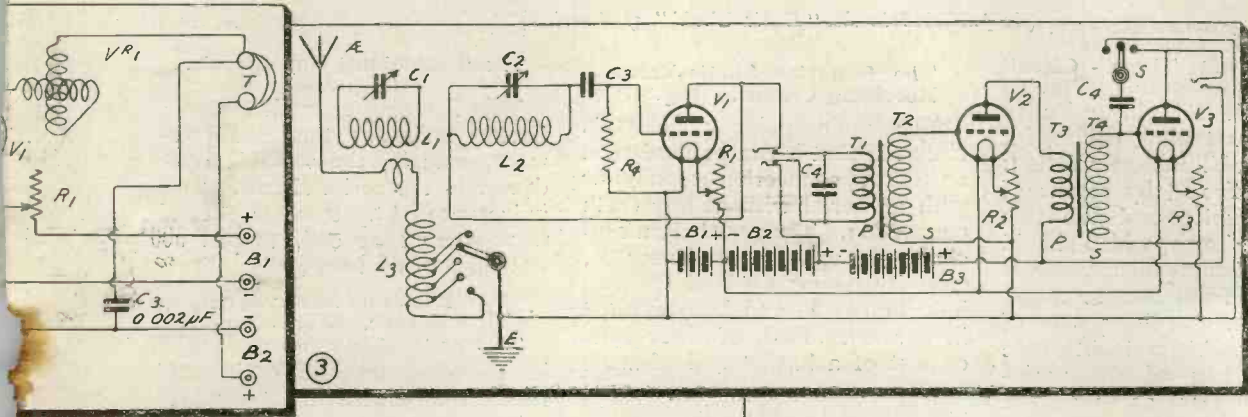 V R1
T
V1
R1
+
B1
−
C3
0.002µF
−
B2
+
Æ
C1
L1
C2
C3
L2
R4
V1
R1
C4
T1
T2
P
S
V2
R2
T3
T4
P
S
S
C4
V3
R3
B1 + − B2 + −
+
B3
L3
E
3